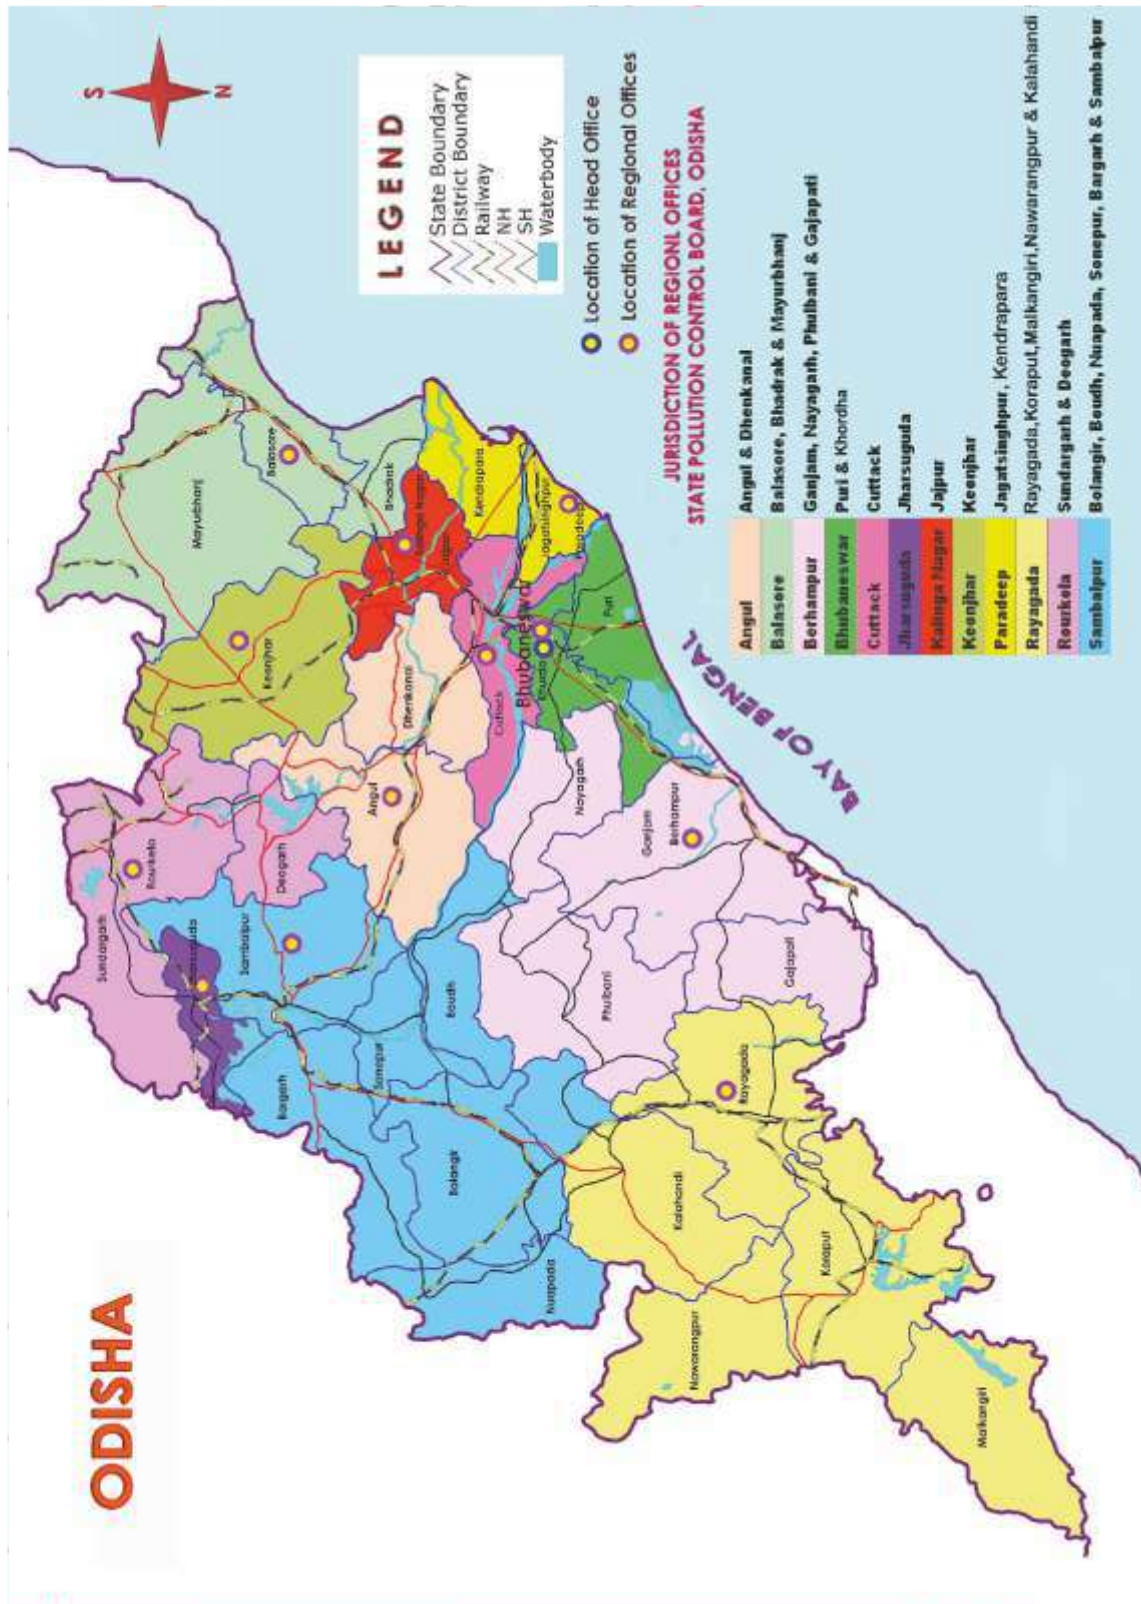 ODISHA
S
N
LEGEND
State Boundary
District Boundary
Railway
NH
SH
Waterbody
Location of Head Office
Location of Regional Offices
JURISDICTION OF REGIONL OFFICES
STATE POLLUTION CONTROL BOARD, ODISHA
Angul Angul & Dhenkanal
Balasore Balasore, Bhadrak & Mayurbhanj
Berhampur Ganjam, Nayagarh, Phulbani & Gajapati
Bhubaneswar Puri & Khordha
Cuttack Cuttack
Jharsuguda Jharsuguda
Kalinga Nagar Jajpur
Keonjhar Keonjhar
Paradeep Jagatsinghpur, Kendrapara
Rayagada Rayagada,Koraput,Malkangiri,Nawarangpur & Kalahandi
Rourkela Sundargarh & Deogarh
Sambalpur Bolangir, Boudh, Nuapada, Sonepur, Bargarh & Sambalpur
BAY OF BENGAL
Sundargarh
Rourkela
Deogarh
Sambalpur
Bargarh
Sonepur
Boudh
Nuapada
Keonjhar
Mayurbhanj
Balasore
Bhadrak
Kendrapara
Jagatsinghpur
Paradeep
Angul
Dhenkanal
Cuttack
Bhubaneswar
Puri
Nayagarh
Ganjam
Berhampur
Phulbani
Gajapati
Rayagada
Kalahandi
Koraput
Nawarangpur
Malkangiri